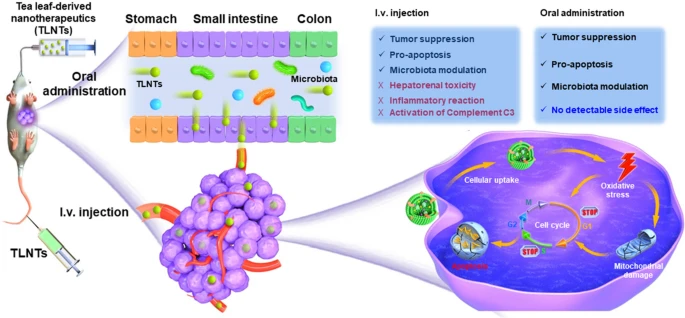 Tea leaf-derived
nanotherapeutics
(TLNTs)
Oral
administration
I.v. injection
TLNTs
Stomach
Small intestine
Colon
TLNTs
Microbiota
I.v. injection
✓ Tumor suppression
✓ Pro-apoptosis
✓ Microbiota modulation
X Hepatorenal toxicity
X Inflammatory reaction
X Activation of Complement C3
Oral administration
✓ Tumor suppression
✓ Pro-apoptosis
✓ Microbiota modulation
✓ No detectable side effect
Cellular uptake
Oxidative
stress
M
STOP
G2
Cell cycle
G1
STOP
S
Mitochondrial
damage